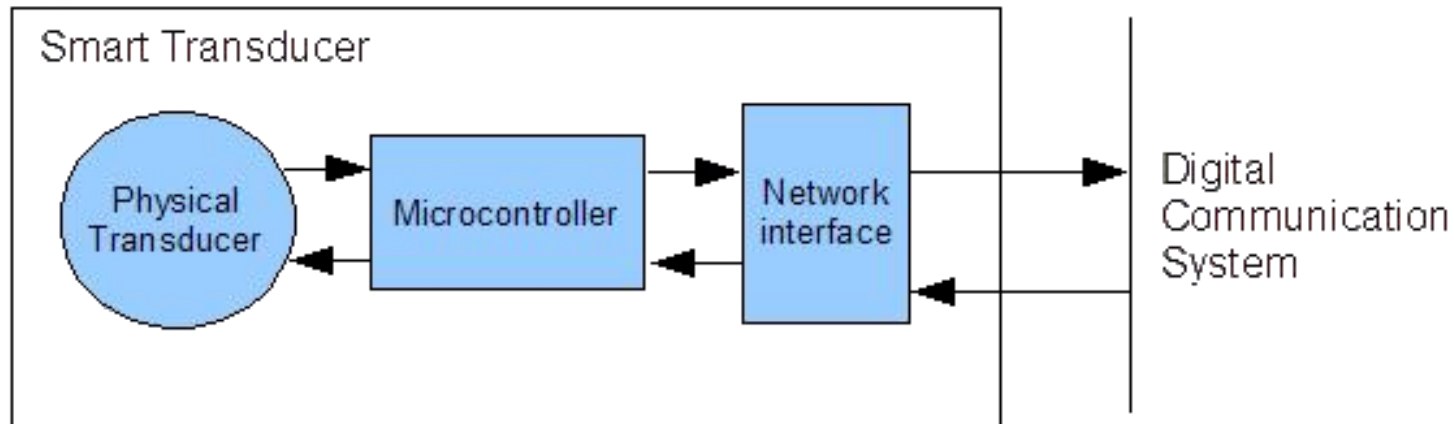 Smart Transducer
Physical
Transducer
Microcontroller
Network
interface
Digital
Communication
System